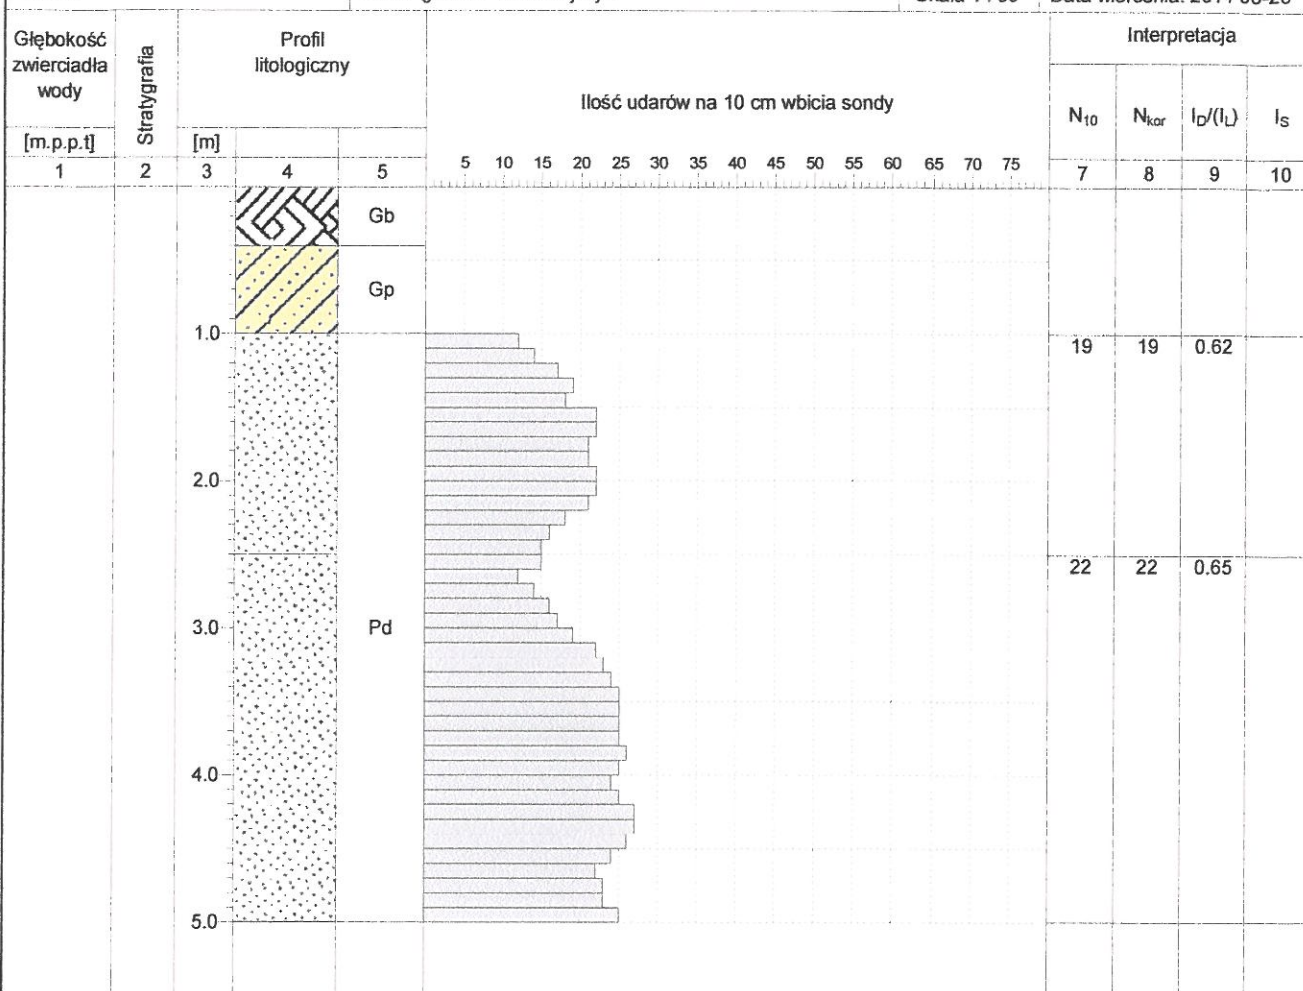 Głębokość
zwierciadła
wody
[m.p.p.t]
1
Stratygrafia
2
Profil
litologiczny
[m]
3
4
5
Ilość udarów na 10 cm wbicia sondy
5 10 15 20 25 30 35 40 45 50 55 60 65 70 75
Interpretacja
N10 Nkor ID/(IL) IS
7 8 9 10
Gb
Gp
1.0
19 19 0.62
2.0
22 22 0.65
3.0
Pd
4.0
5.0